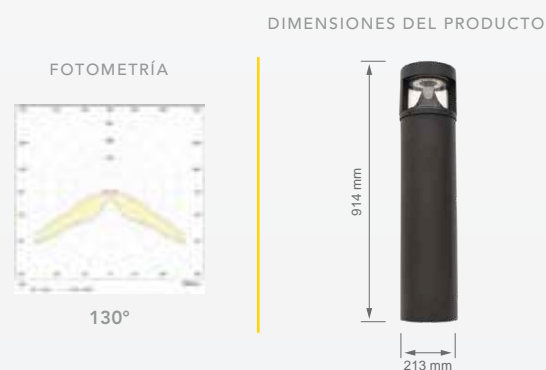 DIMENSIONES DEL PRODUCTO
FOTOMETRÍA
130°
914 mm
213 mm